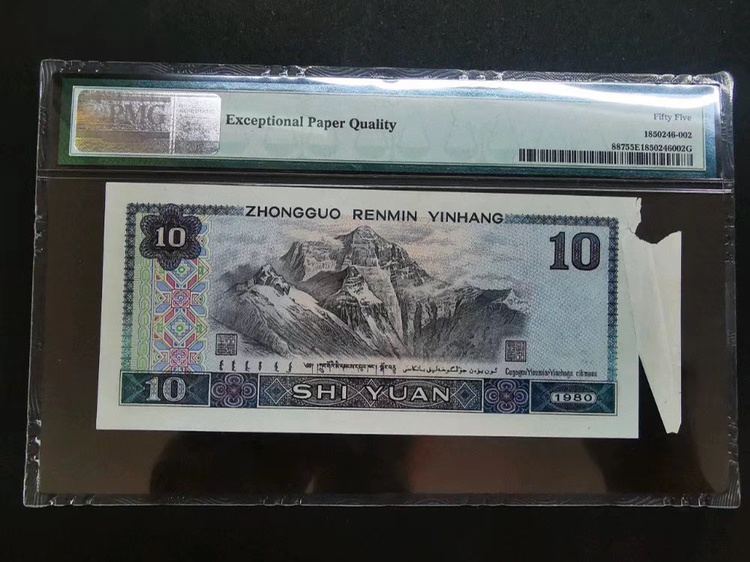 PMG
Exceptional Paper Quality
Fifty Five
1850246-002
88755E1850246002G
ZHONGGUO RENMIN YINHANG
10
10
10
SHI YUAN
1980